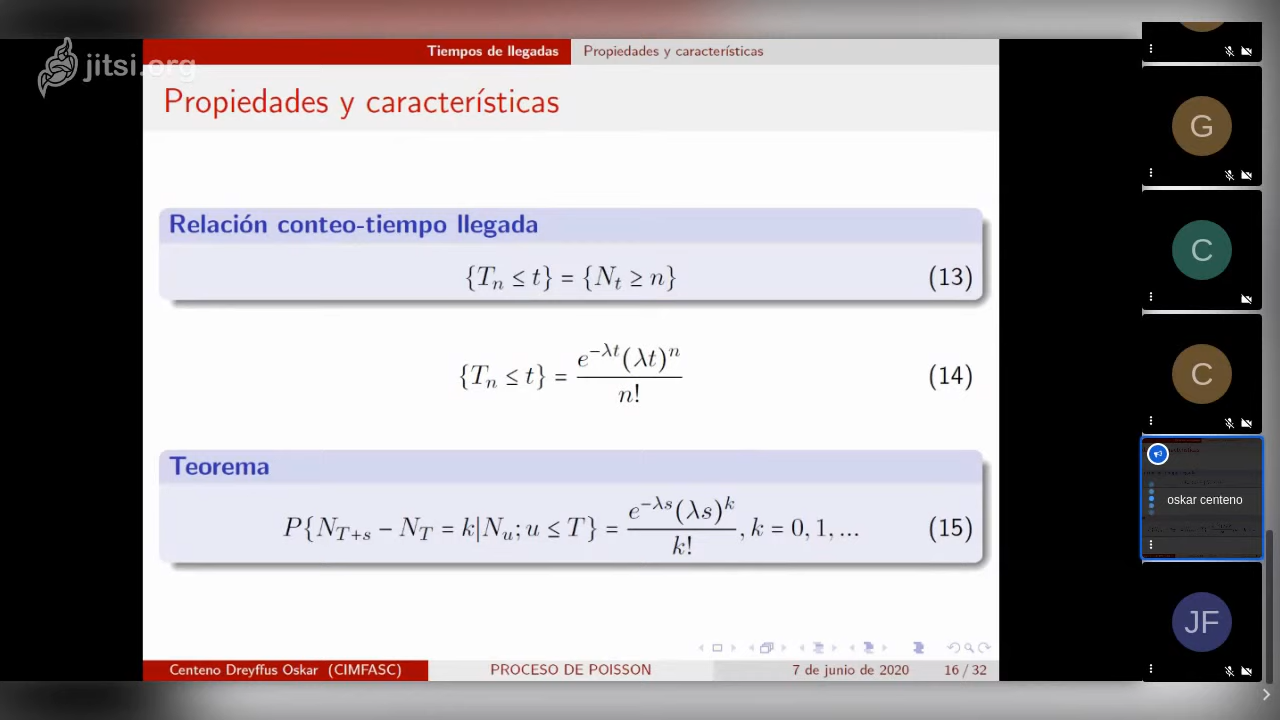 jitsi.org
Tiempos de llegadas Propiedades y características
Propiedades y características
Relación conteo-tiempo llegada
{T_n ≤ t} = {N_t ≥ n} (13)
{T_n ≤ t} = \frac{e^{-λt}(λt)^n}{n!} (14)
Teorema
P{N_{T+s} − N_T = k|N_u; u ≤ T} = \frac{e^{-λs}(λs)^k}{k!}, k = 0, 1, ... (15)
Centeno Dreyffus Oskar (CIMFASC) PROCESO DE POISSON 7 de junio de 2020 16 / 32
G
C
C
oskar centeno
JF